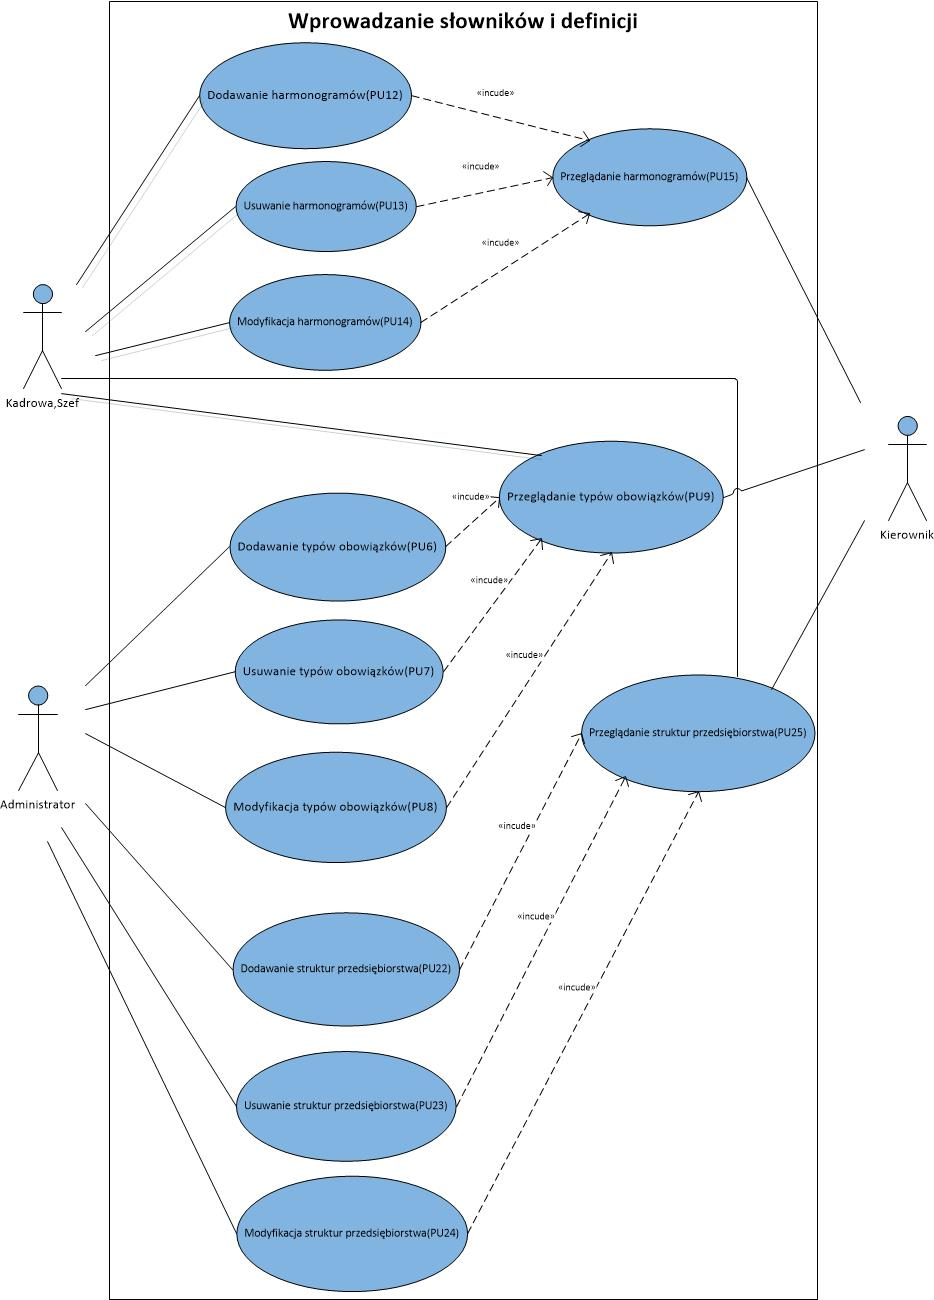 Wprowadzanie słowników i definicji
Dodawanie harmonogramów(PU12)
«incude»
Usuwanie harmonogramów(PU13)
«incude»
Przeglądanie harmonogramów(PU15)
«incude»
Modyfikacja harmonogramów(PU14)
Kadrowa,Szef
Kierownik
«incude»
Przeglądanie typów obowiązków(PU9)
Dodawanie typów obowiązków(PU6)
«incude»
Usuwanie typów obowiązków(PU7)
«incude»
Przeglądanie struktur przedsiębiorstwa(PU25)
Administrator
Modyfikacja typów obowiązków(PU8)
«incude»
Dodawanie struktur przedsiębiorstwa(PU22)
«incude»
«incude»
Usuwanie struktur przedsiębiorstwa(PU23)
Modyfikacja struktur przedsiębiorstwa(PU24)